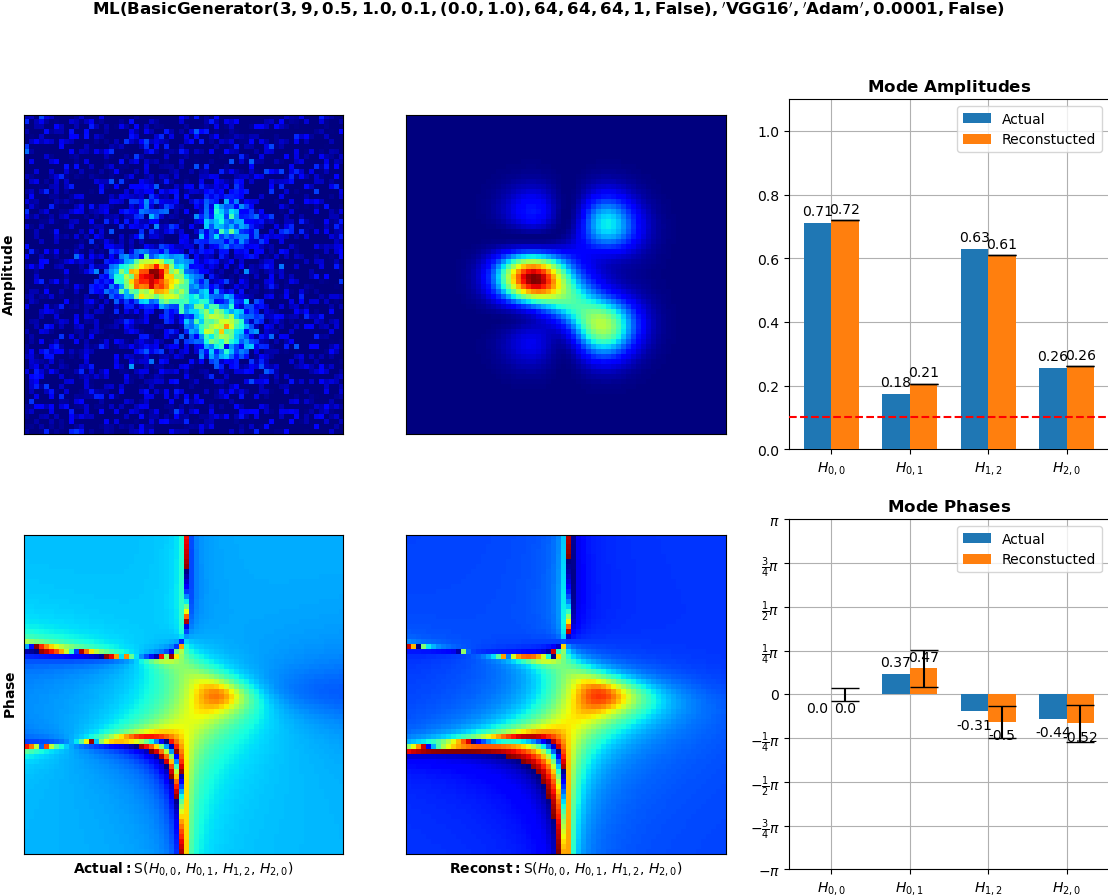 ML(BasicGenerator(3, 9, 0.5, 1.0, 0.1, (0.0, 1.0), 64, 64, 64, 1, False), ′VGG16′, ′Adam′, 0.0001, False)
Amplitude
Mode Amplitudes
Actual
Reconstucted
1.0
0.8
0.6
0.4
0.2
0.0
0.71 0.72
0.18 0.21
0.63 0.61
0.26 0.26
H0,0 H0,1 H1,2 H2,0
Phase
Mode Phases
Actual
Reconstucted
π
3/4π
1/2π
1/4π
0
−1/4π
−1/2π
−3/4π
−π
0.0 0.0
0.37 0.47
-0.31 -0.5
-0.44 -0.52
H0,0 H0,1 H1,2 H2,0
Actual: S(H0,0, H0,1, H1,2, H2,0)
Reconst: S(H0,0, H0,1, H1,2, H2,0)